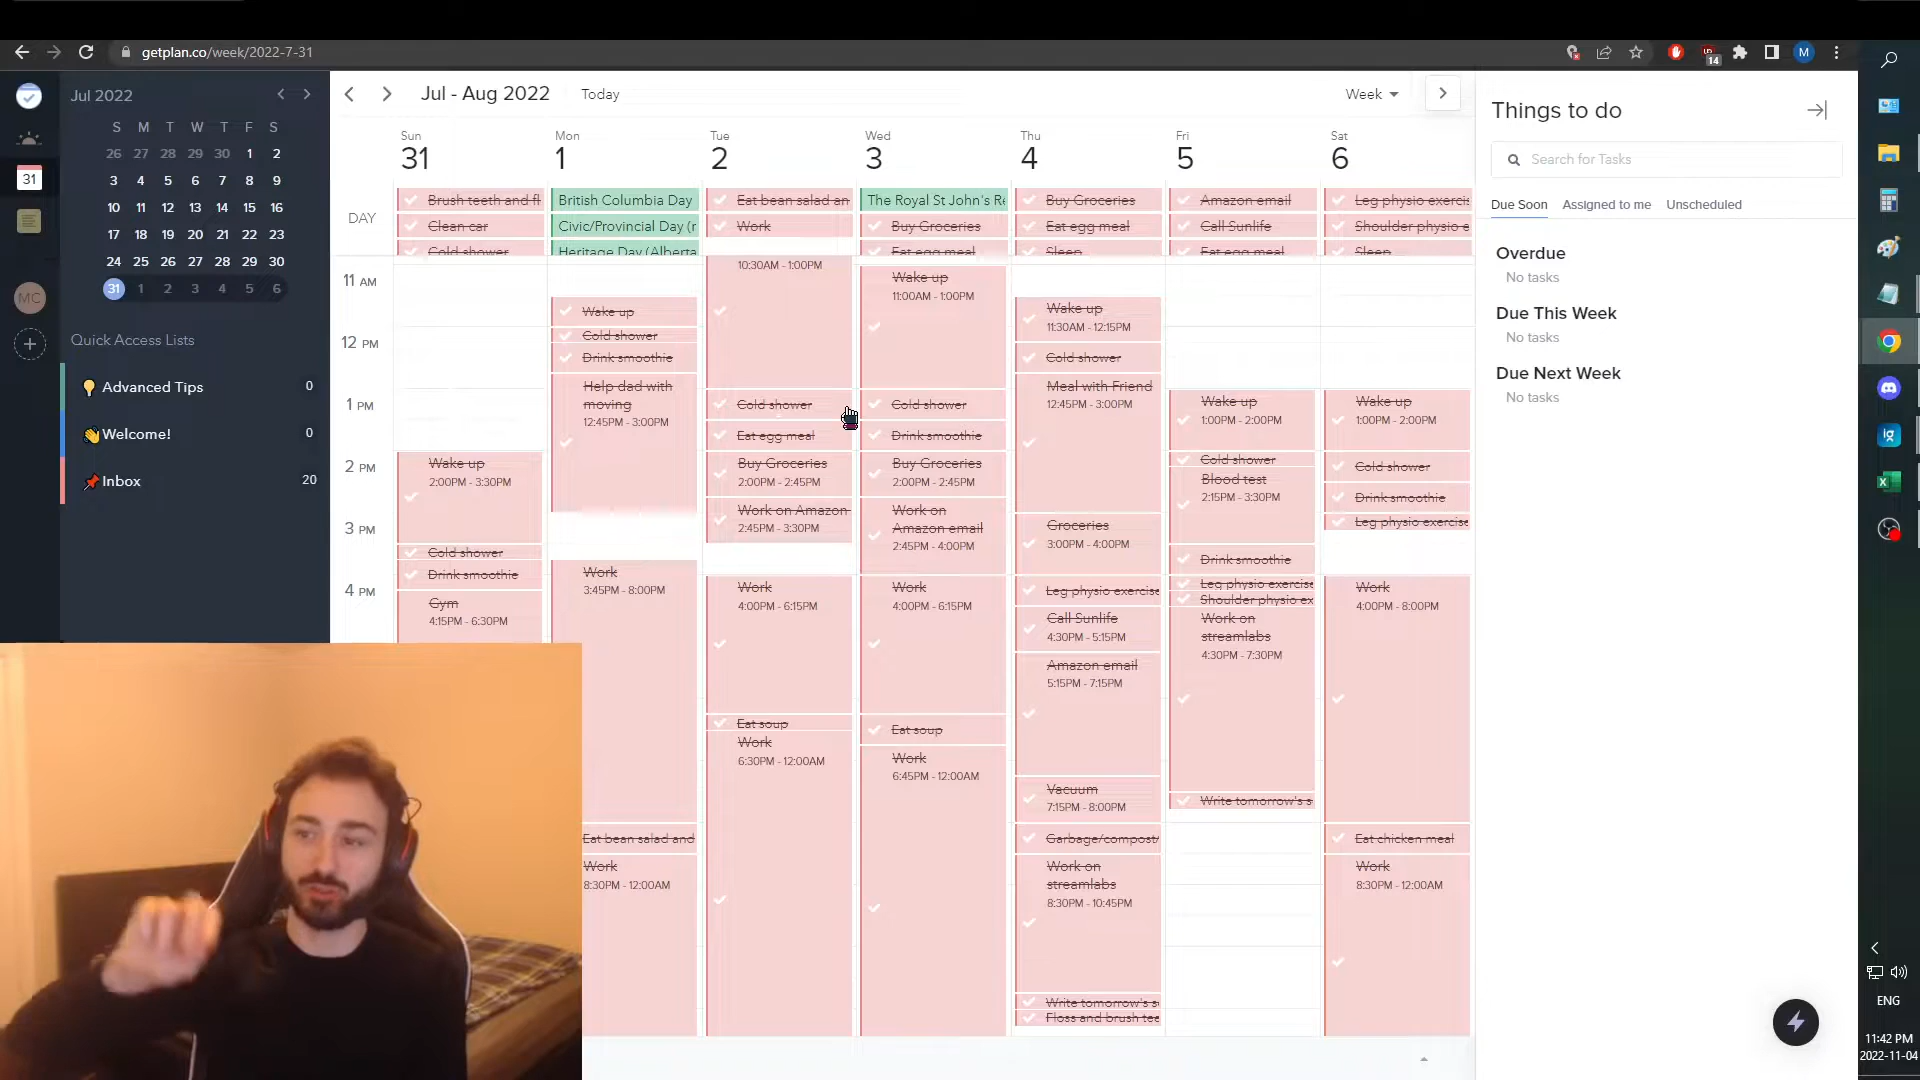 getplan.co/week/2022-7-31
14
M
Jul 2022
S M T W T F S
26 27 28 29 30 1 2
3 4 5 6 7 8 9
10 11 12 13 14 15 16
17 18 19 20 21 22 23
24 25 26 27 28 29 30
31 1 2 3 4 5 6
31
MC
Quick Access Lists
Advanced Tips 0
Welcome! 0
Inbox 20
Jul - Aug 2022
Today
Week
Sun
31
Mon
1
Tue
2
Wed
3
Thu
4
Fri
5
Sat
6
DAY
Brush teeth and fl
Clean car
Cold shower
British Columbia Day
Civic/Provincial Day (r
Heritage Day (Alberta
Eat bean salad an
Work
The Royal St John's Re
Buy Groceries
Eat egg meal
Buy Groceries
Eat egg meal
Sleep
Amazon email
Call Sunlife
Eat egg meal
Leg physio exercis
Shoulder physio e
Sleep
11 AM
12 PM
1 PM
2 PM
3 PM
4 PM
Wake up
2:00PM - 3:30PM
Cold shower
Drink smoothie
Gym
4:15PM - 6:30PM
Wake up
Cold shower
Drink smoothie
Help dad with
moving
12:45PM - 3:00PM
Work
3:45PM - 8:00PM
Eat bean salad and
Work
8:30PM - 12:00AM
10:30AM - 1:00PM
Cold shower
Eat egg meal
Buy Groceries
2:00PM - 2:45PM
Work on Amazon
2:45PM - 3:30PM
Work
4:00PM - 6:15PM
Eat soup
Work
6:30PM - 12:00AM
Wake up
11:00AM - 1:00PM
Cold shower
Drink smoothie
Buy Groceries
2:00PM - 2:45PM
Work on
Amazon email
2:45PM - 4:00PM
Work
4:00PM - 6:15PM
Eat soup
Work
6:45PM - 12:00AM
Wake up
11:30AM - 12:15PM
Cold shower
Meal with Friend
12:45PM - 3:00PM
Groceries
3:00PM - 4:00PM
Leg physio exercise
Call Sunlife
4:30PM - 5:15PM
Amazon email
5:15PM - 7:15PM
Vacuum
7:15PM - 8:00PM
Garbage/compost/
Work on
streamlabs
8:30PM - 10:45PM
Write tomorrow's s
Floss and brush tee
Wake up
1:00PM - 2:00PM
Cold shower
Blood test
2:15PM - 3:30PM
Drink smoothie
Leg physio exercise
Shoulder physio ex
Work on
streamlabs
4:30PM - 7:30PM
Write tomorrow's s
Wake up
1:00PM - 2:00PM
Cold shower
Drink smoothie
Leg physio exercise
Work
4:00PM - 8:00PM
Eat chicken meal
Work
8:30PM - 12:00AM
Things to do
Search for Tasks
Due Soon Assigned to me Unscheduled
Overdue
No tasks
Due This Week
No tasks
Due Next Week
No tasks
ig
ENG
11:42 PM
2022-11-04